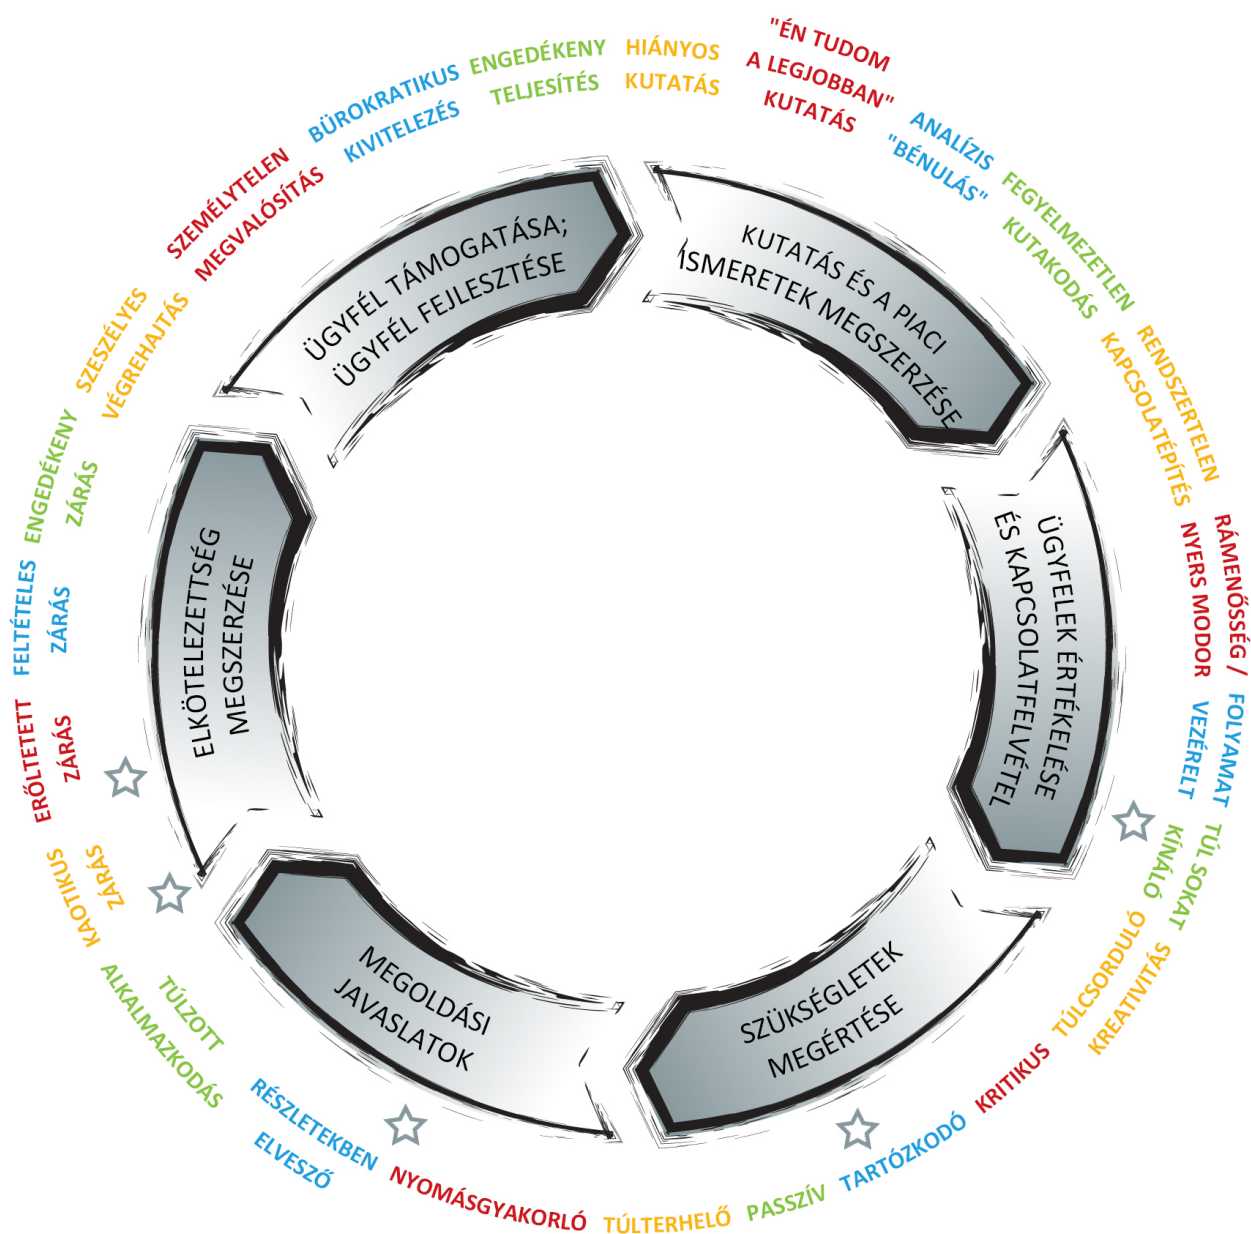 HIÁNYOS
KUTATÁS
"ÉN TUDOM
A LEGJOBBAN"
KUTATÁS
ANALÍZIS
"BÉNULÁS"
FEGYELMEZETLEN
KUTAKODÁS
RENDSZERTELEN
KAPCSOLATÉPÍTÉS
RÁMENŐSSÉG /
NYERS MODOR
FOLYAMAT
VEZÉRELT
TÚL SOKAT
KÍNÁLÓ
TÚLCSORDULÓ
KREATIVITÁS
KRITIKUS
TARTÓZKODÓ
PASSZÍV
TÚLTERHELŐ
NYOMÁSGYAKORLÓ
RÉSZLETEKBEN
ELVESZŐ
TÚLZOTT
ALKALMAZKODÁS
KAOTIKUS
ZÁRÁS
ERŐLTETETT
ZÁRÁS
FELTÉTELES
ZÁRÁS
ENGEDÉKENY
ZÁRÁS
SZESZÉLYES
VÉGREHAJTÁS
SZEMÉLYTELEN
MEGVALÓSÍTÁS
BÜROKRATIKUS
KIVITELEZÉS
ENGEDÉKENY
TELJESÍTÉS
KUTATÁS ÉS A PIACI
ISMERETEK MEGSZERZÉSE
ÜGYFELEK ÉRTÉKELÉSE
ÉS KAPCSOLATFELVÉTEL
SZÜKSÉGLETEK
MEGÉRTÉSE
MEGOLDÁSI
JAVASLATOK
ELKÖTELEZETTSÉG
MEGSZERZÉSE
ÜGYFÉL TÁMOGATÁSA;
ÜGYFÉL FEJLESZTÉSE